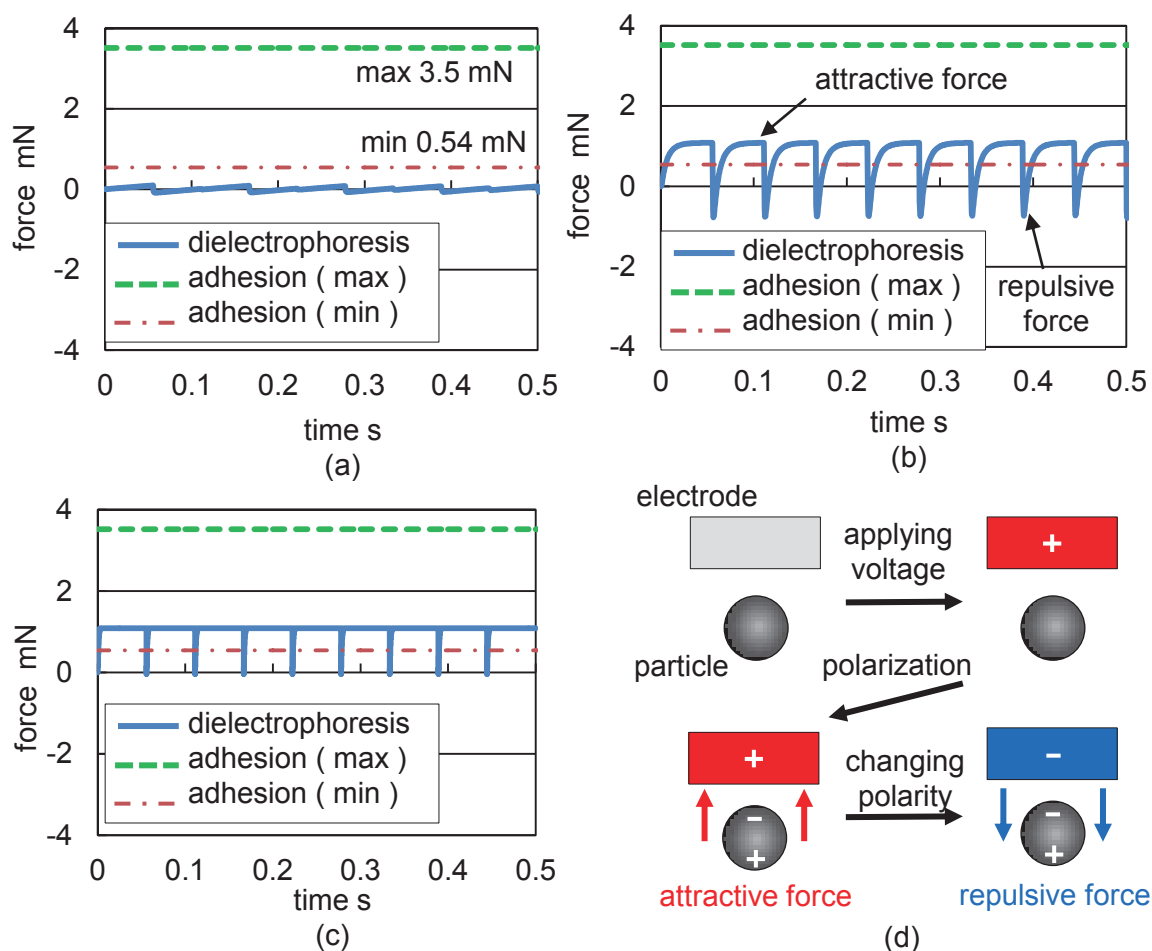 4
2
0
-2
-4
force mN
max 3.5 mN
min 0.54 mN
dielectrophoresis
adhesion ( max )
adhesion ( min )
0 0.1 0.2 0.3 0.4 0.5
time s
(a)
4
2
0
-2
-4
force mN
attractive force
dielectrophoresis
adhesion ( max )
adhesion ( min )
repulsive
force
0 0.1 0.2 0.3 0.4 0.5
time s
(b)
4
2
0
-2
-4
force mN
dielectrophoresis
adhesion ( max )
adhesion ( min )
0 0.1 0.2 0.3 0.4 0.5
time s
(c)
electrode
applying
voltage
+
particle
polarization
+
changing
polarity
-
-
+
-
+
attractive force
repulsive force
(d)